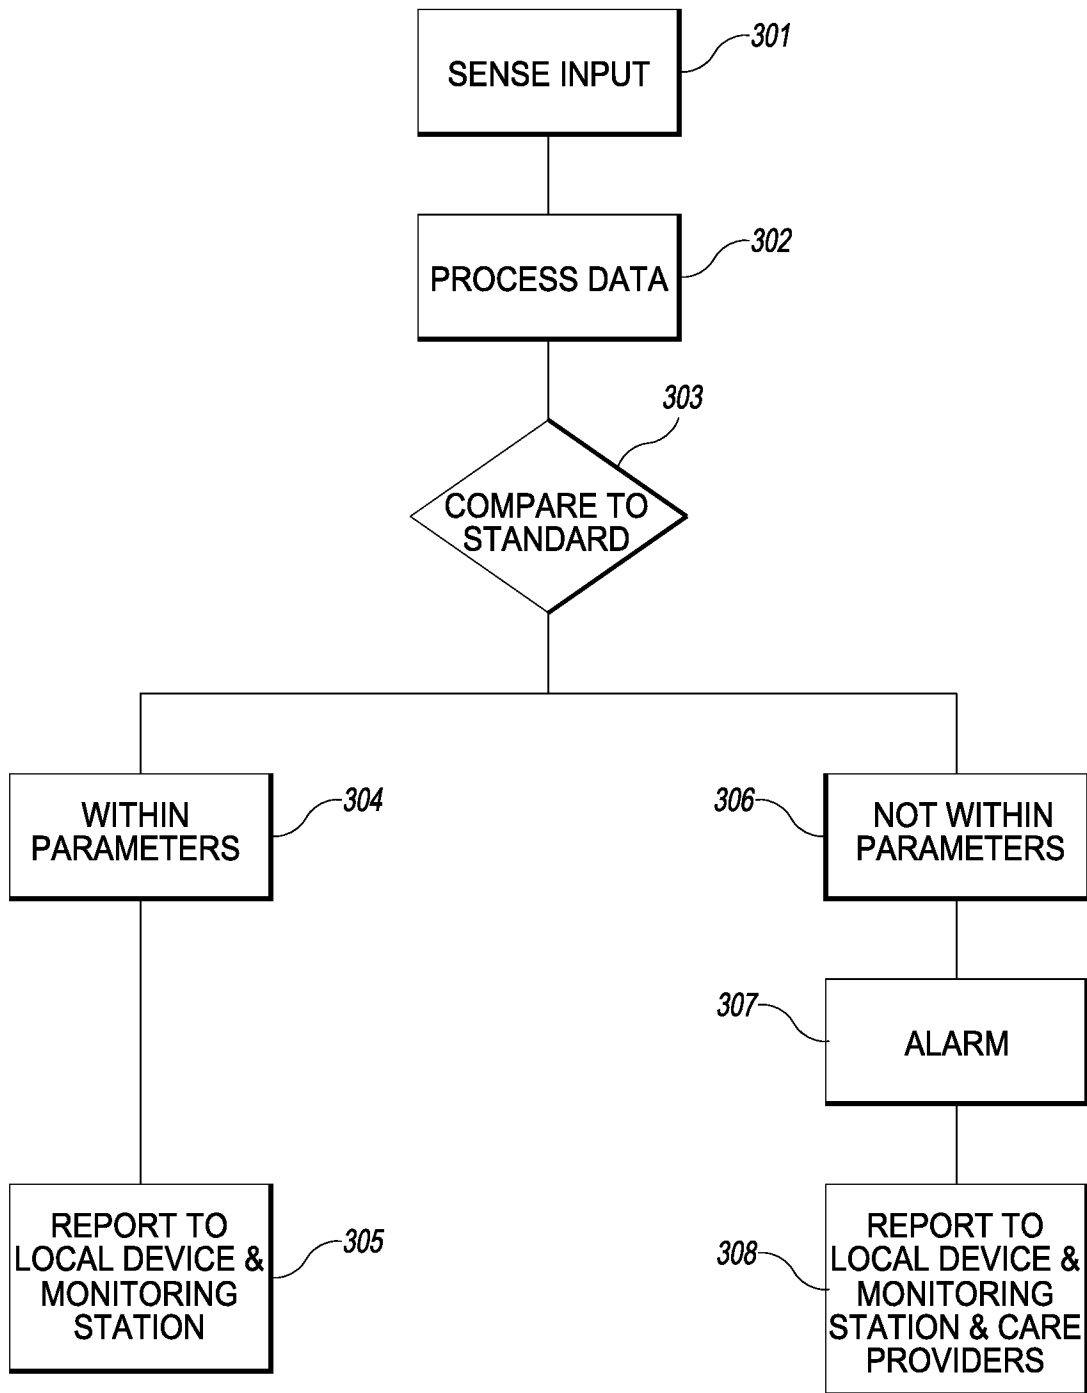 301
SENSE INPUT
302
PROCESS DATA
303
COMPARE TO
STANDARD
WITHIN
PARAMETERS
304
306
NOT WITHIN
PARAMETERS
307
ALARM
REPORT TO
LOCAL DEVICE &
MONITORING
STATION
305
308
REPORT TO
LOCAL DEVICE &
MONITORING
STATION & CARE
PROVIDERS